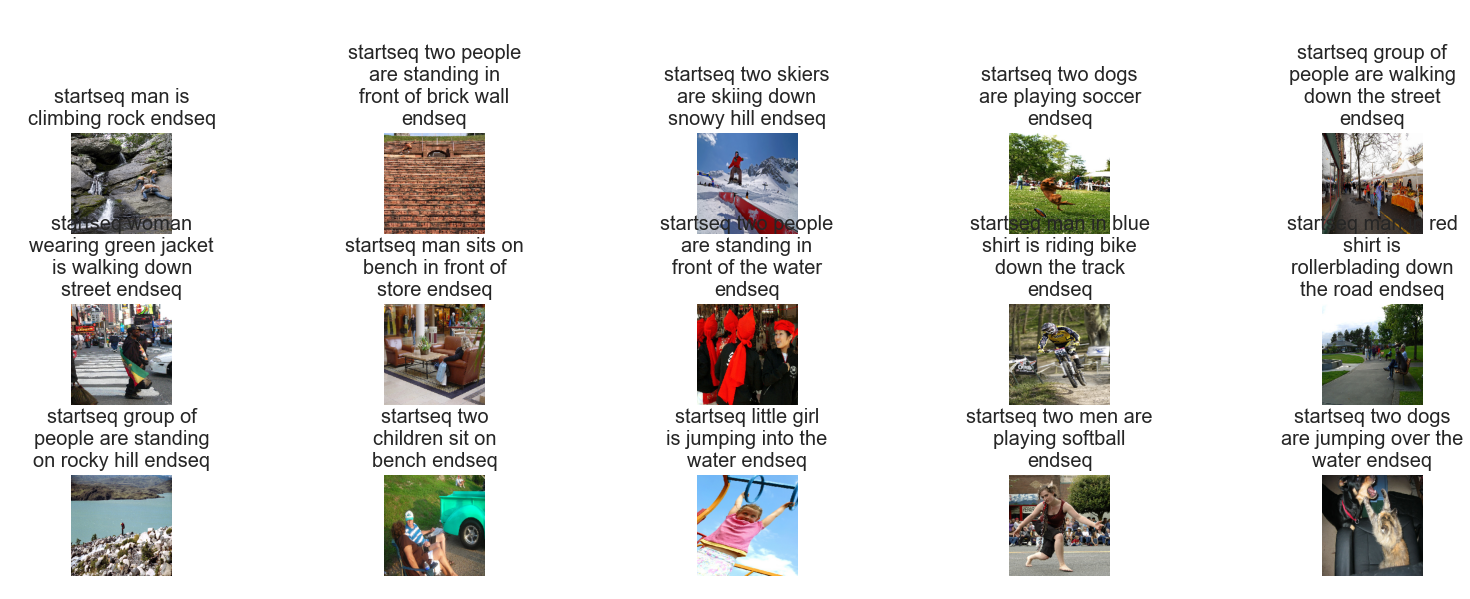 startseq man is
climbing rock endseq
startseq two people
are standing in
front of brick wall
endseq
startseq two skiers
are skiing down
snowy hill endseq
startseq two dogs
are playing soccer
endseq
startseq group of
people are walking
down the street
endseq
startseq woman
wearing green jacket
is walking down
street endseq
startseq man sits on
bench in front of
store endseq
startseq two people
are standing in
front of the water
endseq
startseq man in blue
shirt is riding bike
down the track
endseq
startseq man red
shirt is
rollerblading down
the road endseq
startseq group of
people are standing
on rocky hill endseq
startseq two
children sit on
bench endseq
startseq little girl
is jumping into the
water endseq
startseq two men are
playing softball
endseq
startseq two dogs
are jumping over the
water endseq